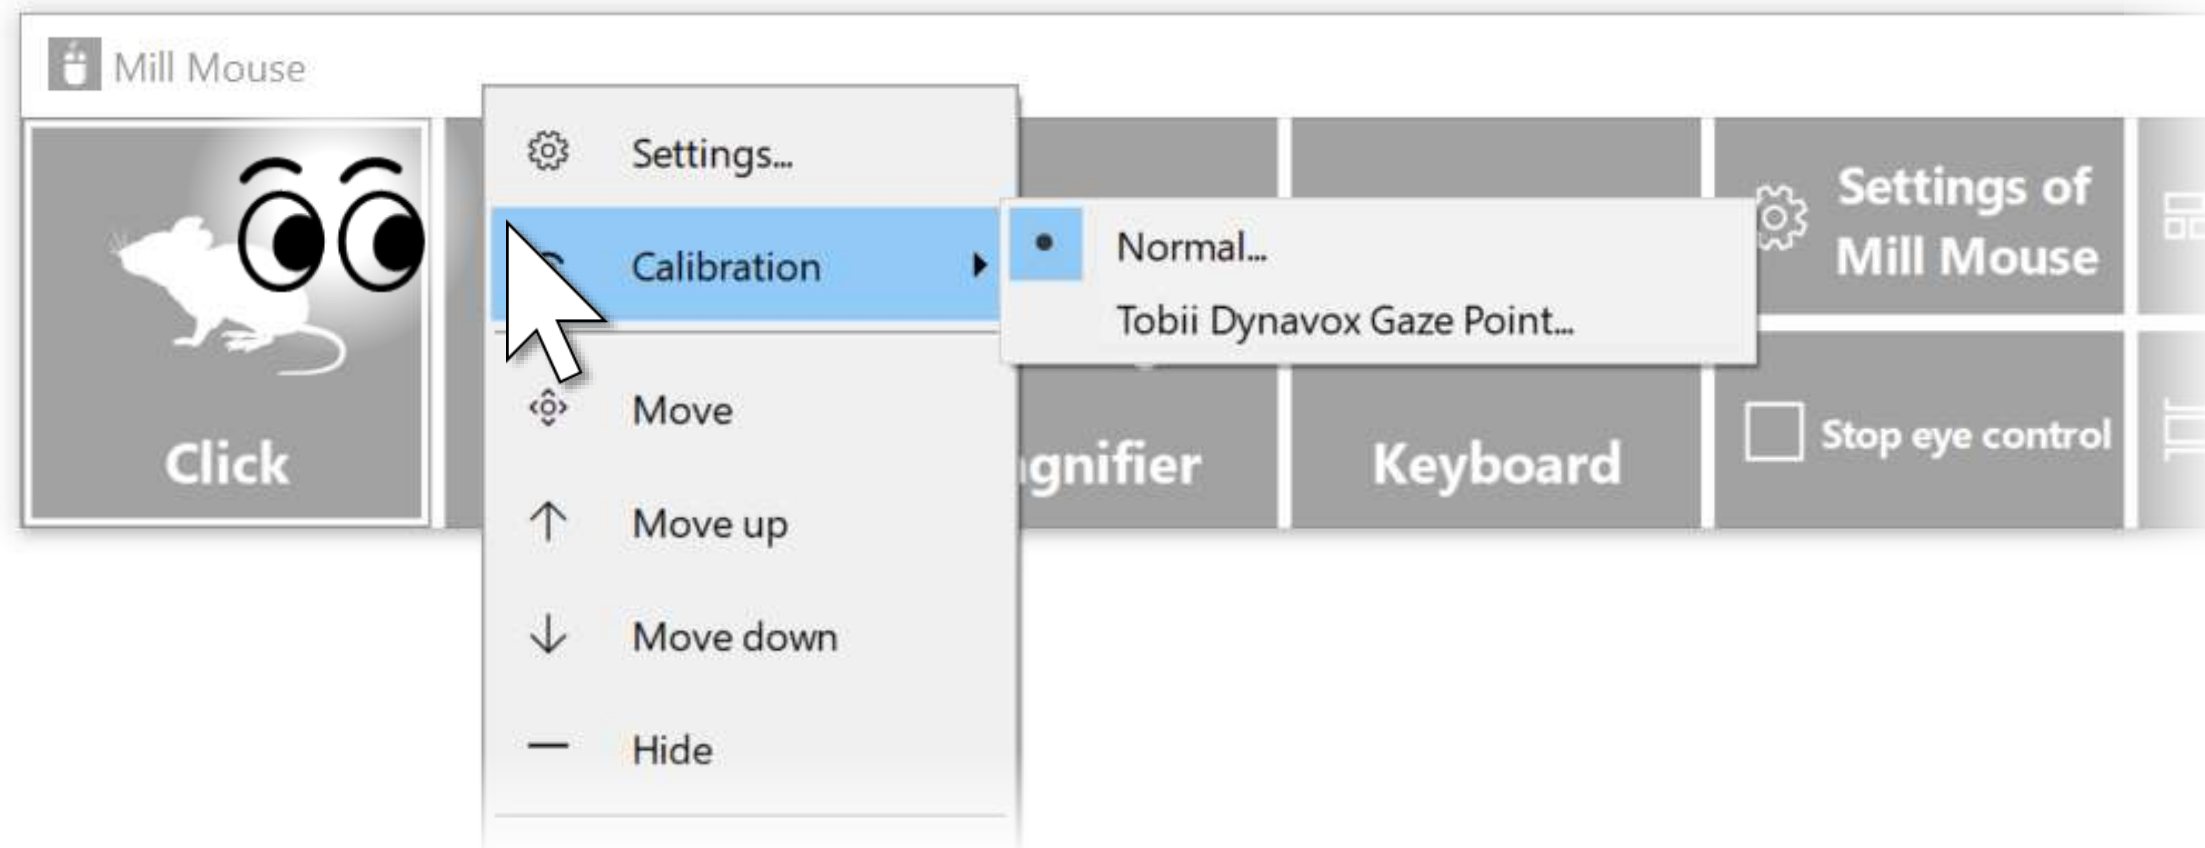 Mill Mouse
Settings...
Calibration
Normal...
Tobii Dynavox Gaze Point...
Move
Move up
Move down
Hide
Click
gnifier
Keyboard
Settings of
Mill Mouse
Stop eye control